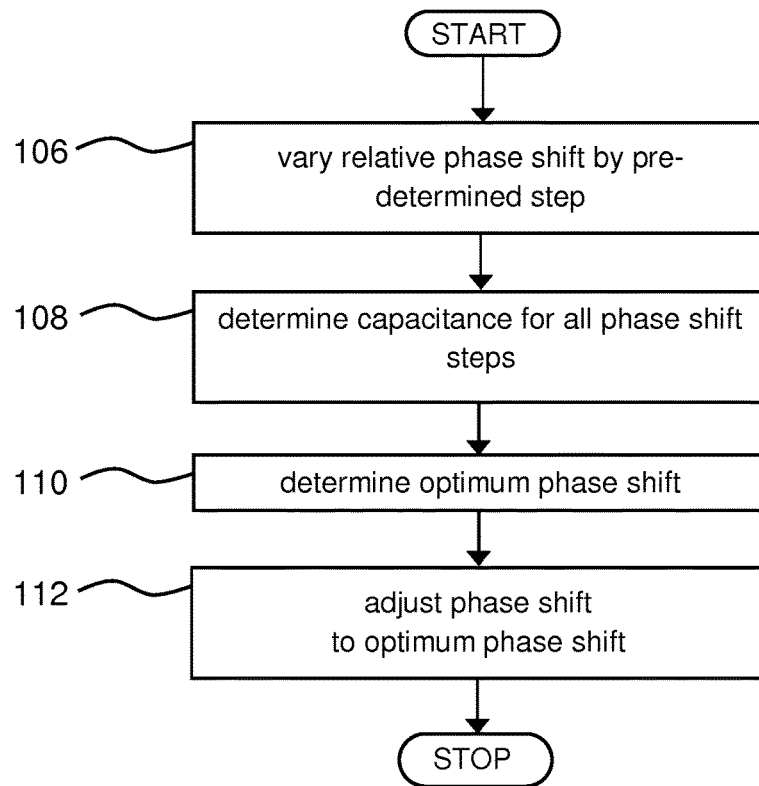 START
106
vary relative phase shift by pre-
determined step
108
determine capacitance for all phase shift
steps
110
determine optimum phase shift
112
adjust phase shift
to optimum phase shift
STOP